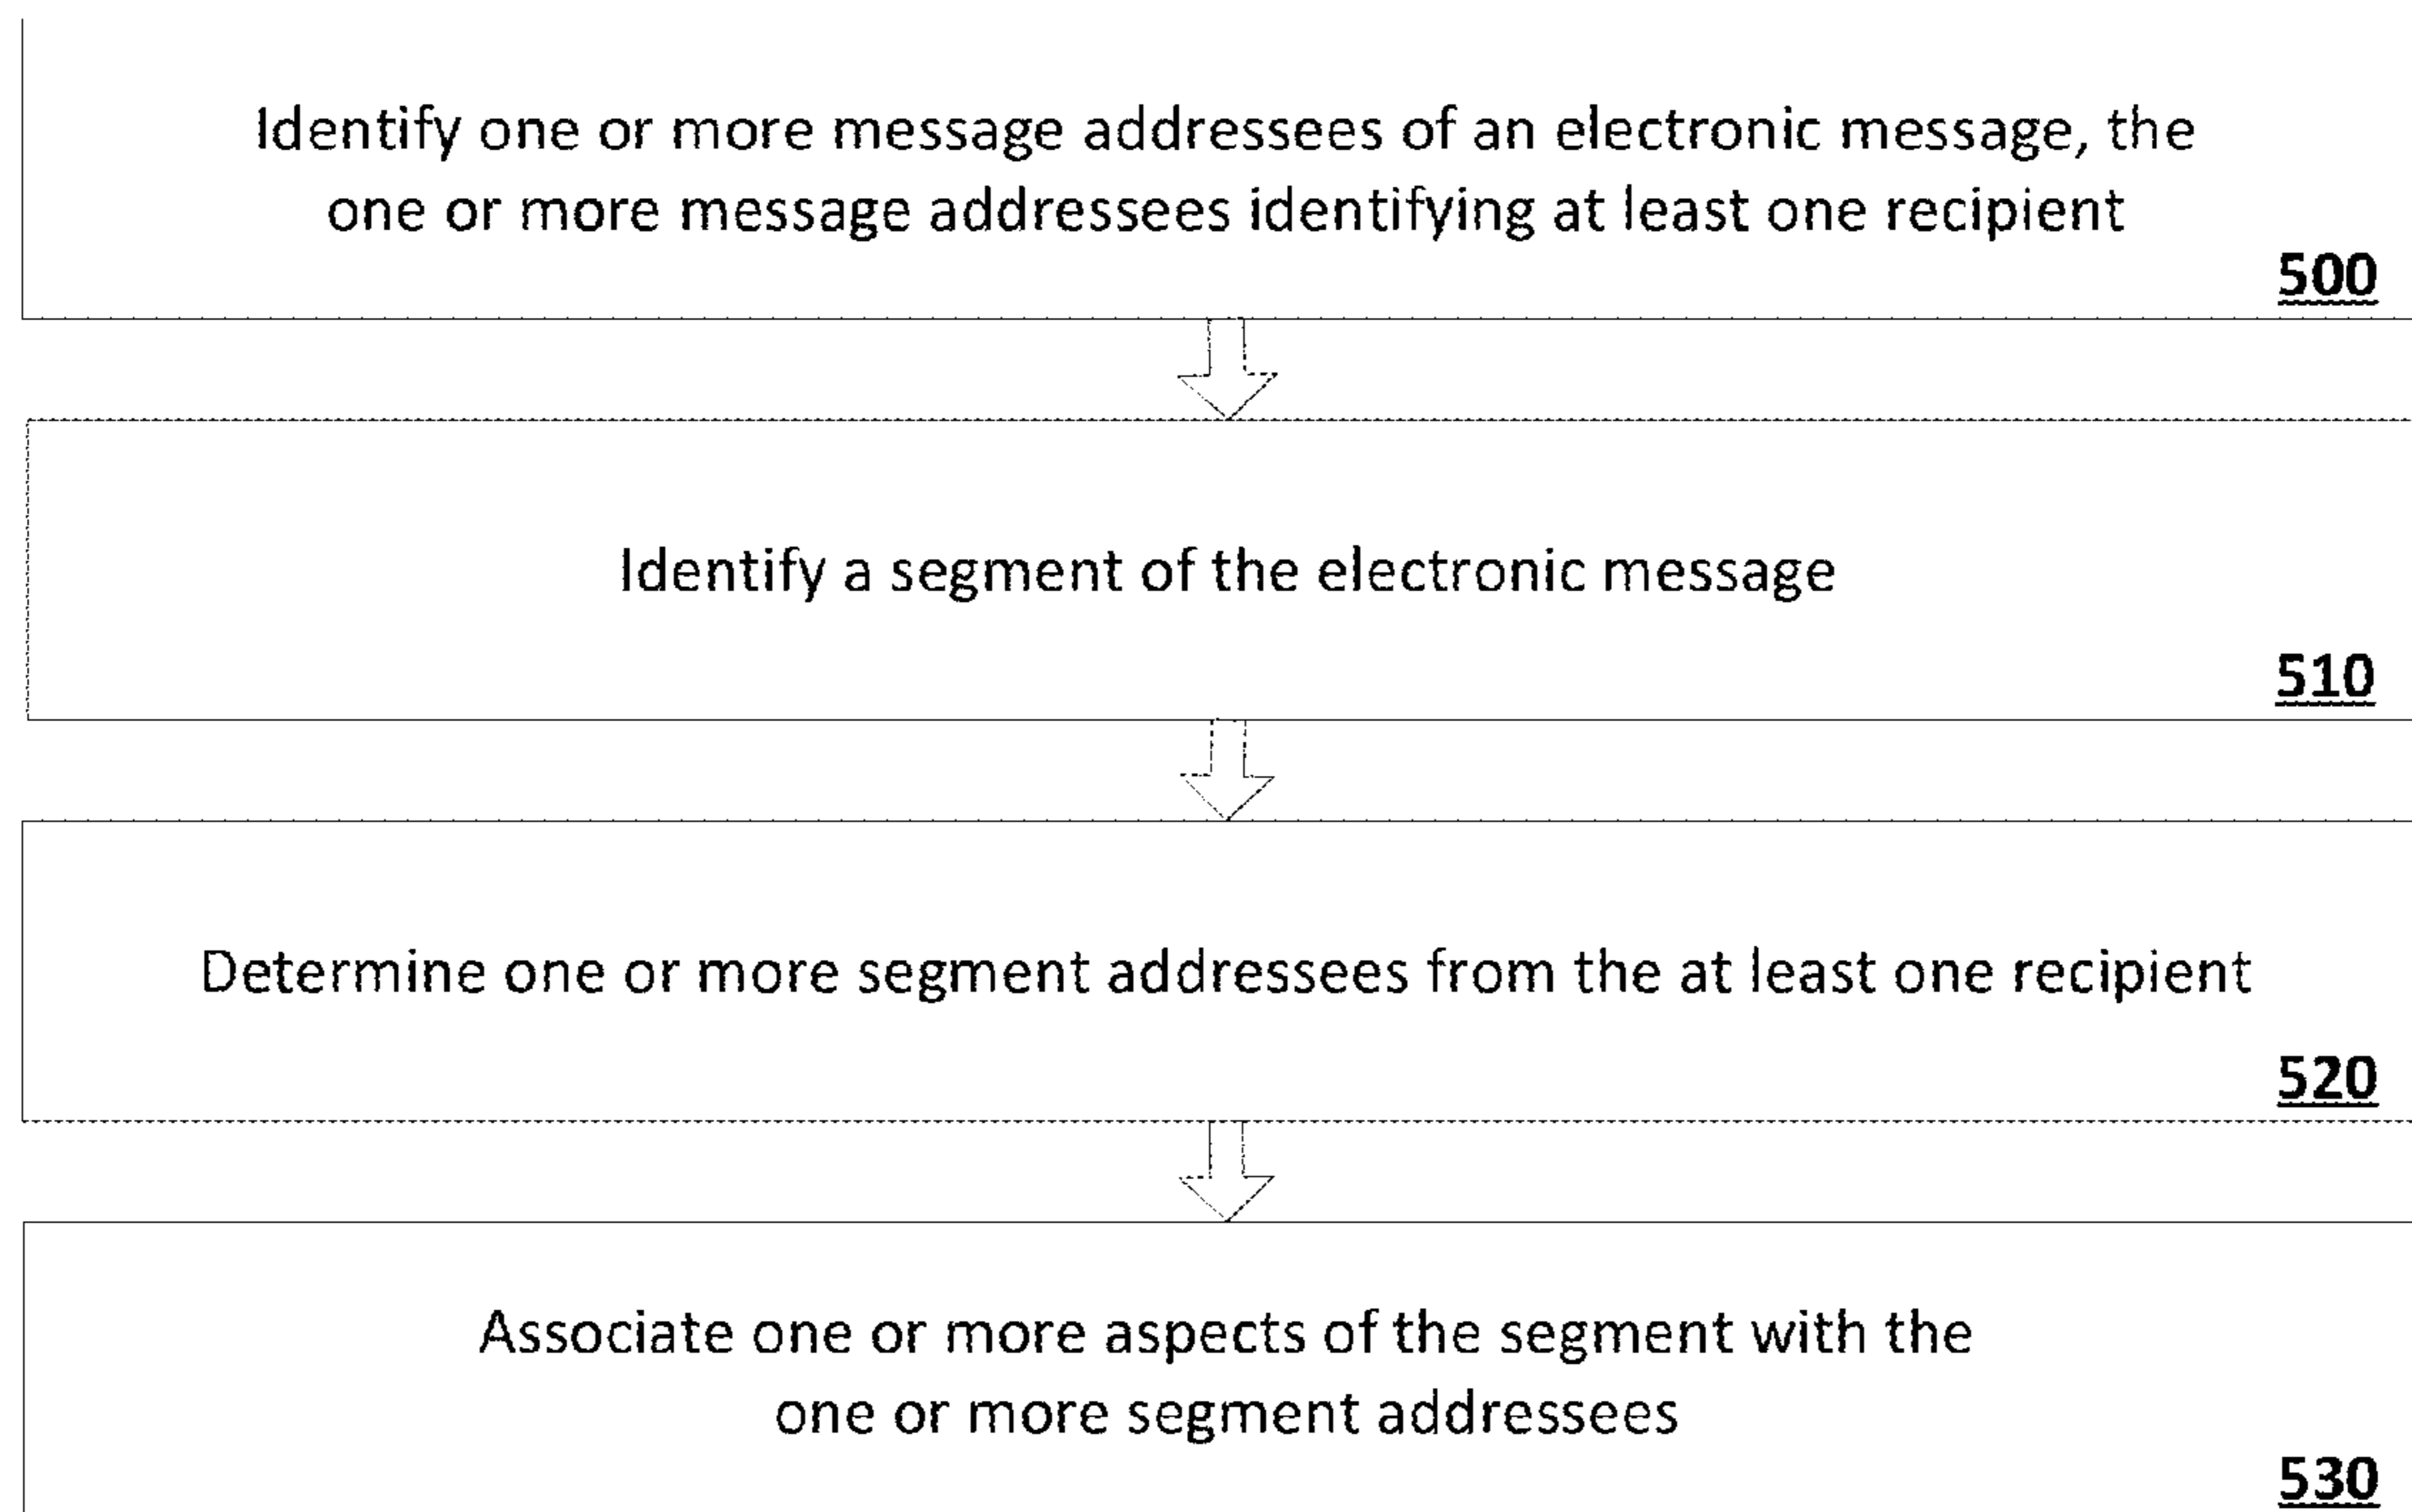 Identify one or more message addressees of an electronic message, the
one or more message addressees identifying at least one recipient
500
Identify a segment of the electronic message
510
Determine one or more segment addressees from the at least one recipient
520
Associate one or more aspects of the segment with the
one or more segment addressees
530